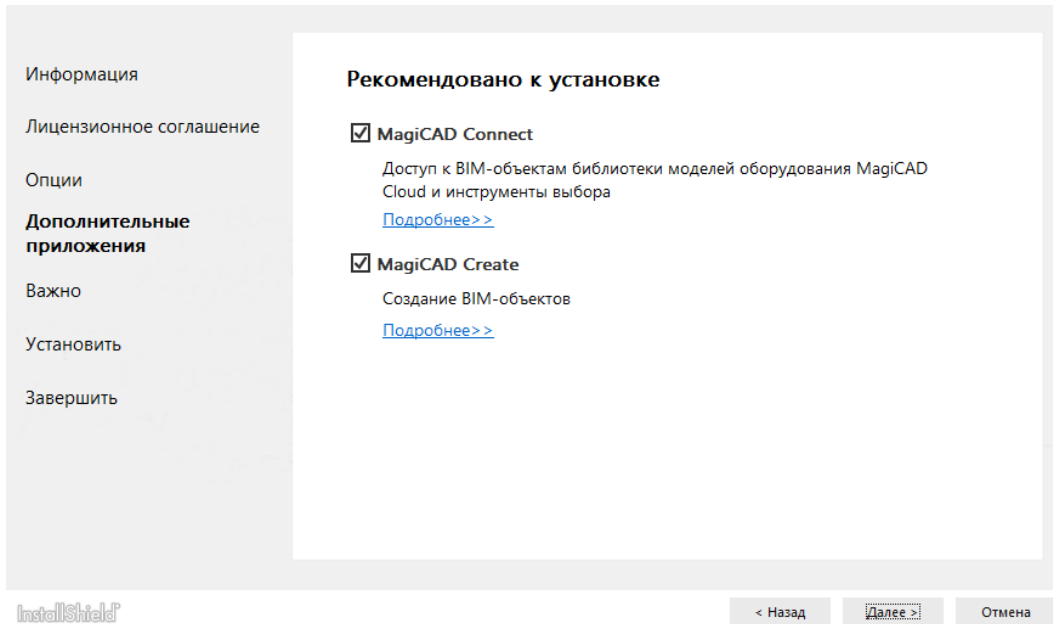 Информация
Лицензионное соглашение
Опции
Дополнительные
приложения
Важно
Установить
Завершить
Рекомендовано к установке
MagiCAD Connect
Доступ к BIM-объектам библиотеки моделей оборудования MagiCAD
Cloud и инструменты выбора
Подробнее>>
MagiCAD Create
Создание BIM-объектов
Подробнее>>
InstallShield
< Назад
Далее >
Отмена